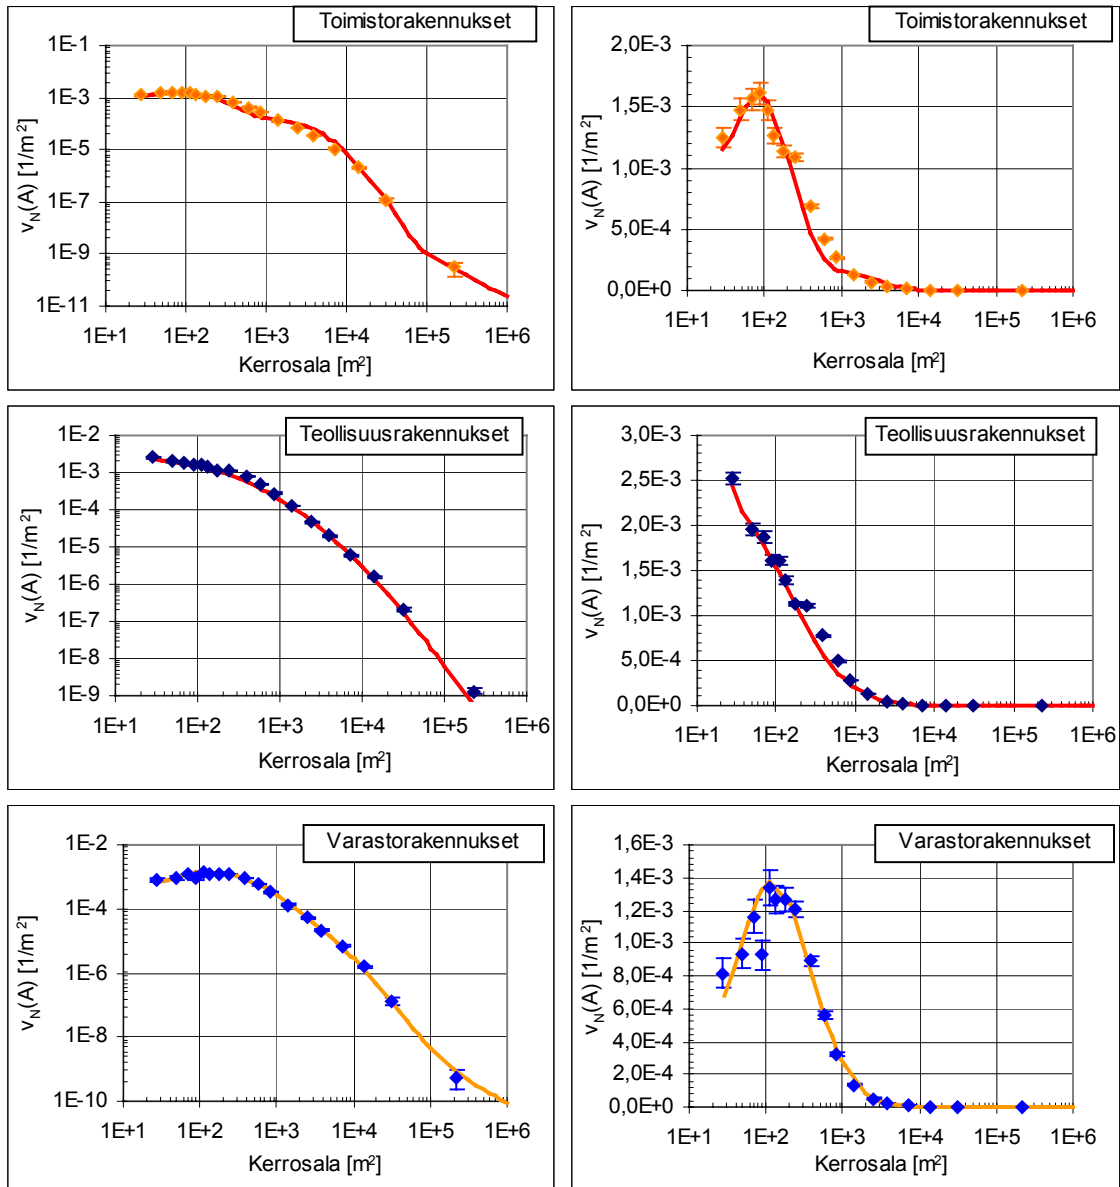 Toimistorakennukset
1E-1
1E-3
1E-5
1E-7
1E-9
1E-11
v_N(A) [1/m²]
1E+1 1E+2 1E+3 1E+4 1E+5 1E+6
Kerrosala [m²]
Toimistorakennukset
2,0E-3
1,5E-3
1,0E-3
5,0E-4
0,0E+0
v_N(A) [1/m²]
1E+1 1E+2 1E+3 1E+4 1E+5 1E+6
Kerrosala [m²]
Teollisuusrakennukset
1E-2
1E-3
1E-4
1E-5
1E-6
1E-7
1E-8
1E-9
v_N(A) [1/m²]
1E+1 1E+2 1E+3 1E+4 1E+5 1E+6
Kerrosala [m²]
Teollisuusrakennukset
3,0E-3
2,5E-3
2,0E-3
1,5E-3
1,0E-3
5,0E-4
0,0E+0
v_N(A) [1/m²]
1E+1 1E+2 1E+3 1E+4 1E+5 1E+6
Kerrosala [m²]
Varastorakennukset
1E-2
1E-4
1E-6
1E-8
1E-10
v_N(A) [1/m²]
1E+1 1E+2 1E+3 1E+4 1E+5 1E+6
Kerrosala [m²]
Varastorakennukset
1,6E-3
1,4E-3
1,2E-3
1,0E-3
8,0E-4
6,0E-4
4,0E-4
2,0E-4
0,0E+0
v_N(A) [1/m²]
1E+1 1E+2 1E+3 1E+4 1E+5 1E+6
Kerrosala [m²]